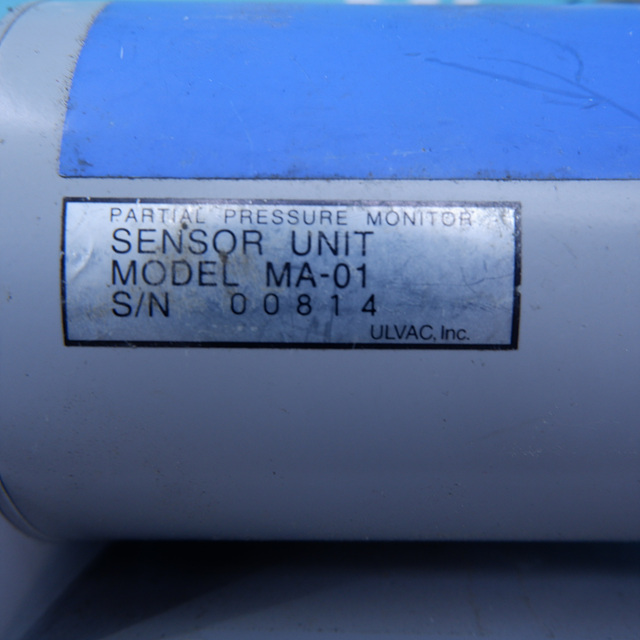 PARTIAL PRESSURE MONITOR
SENSOR UNIT
MODEL MA-01
S/N 00814
ULVAC, Inc.